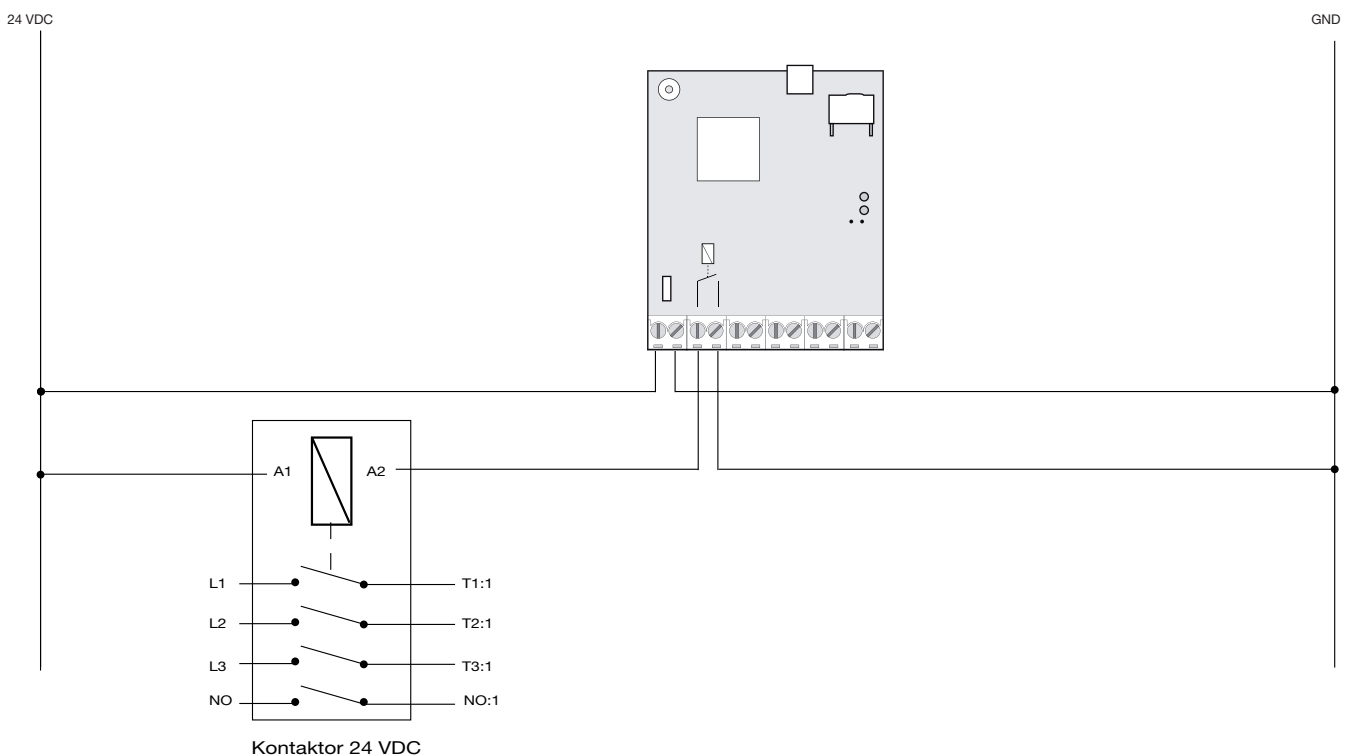 24 VDC
GND
A1
A2
L1
T1:1
L2
T2:1
L3
T3:1
NO
NO:1
Kontaktor 24 VDC